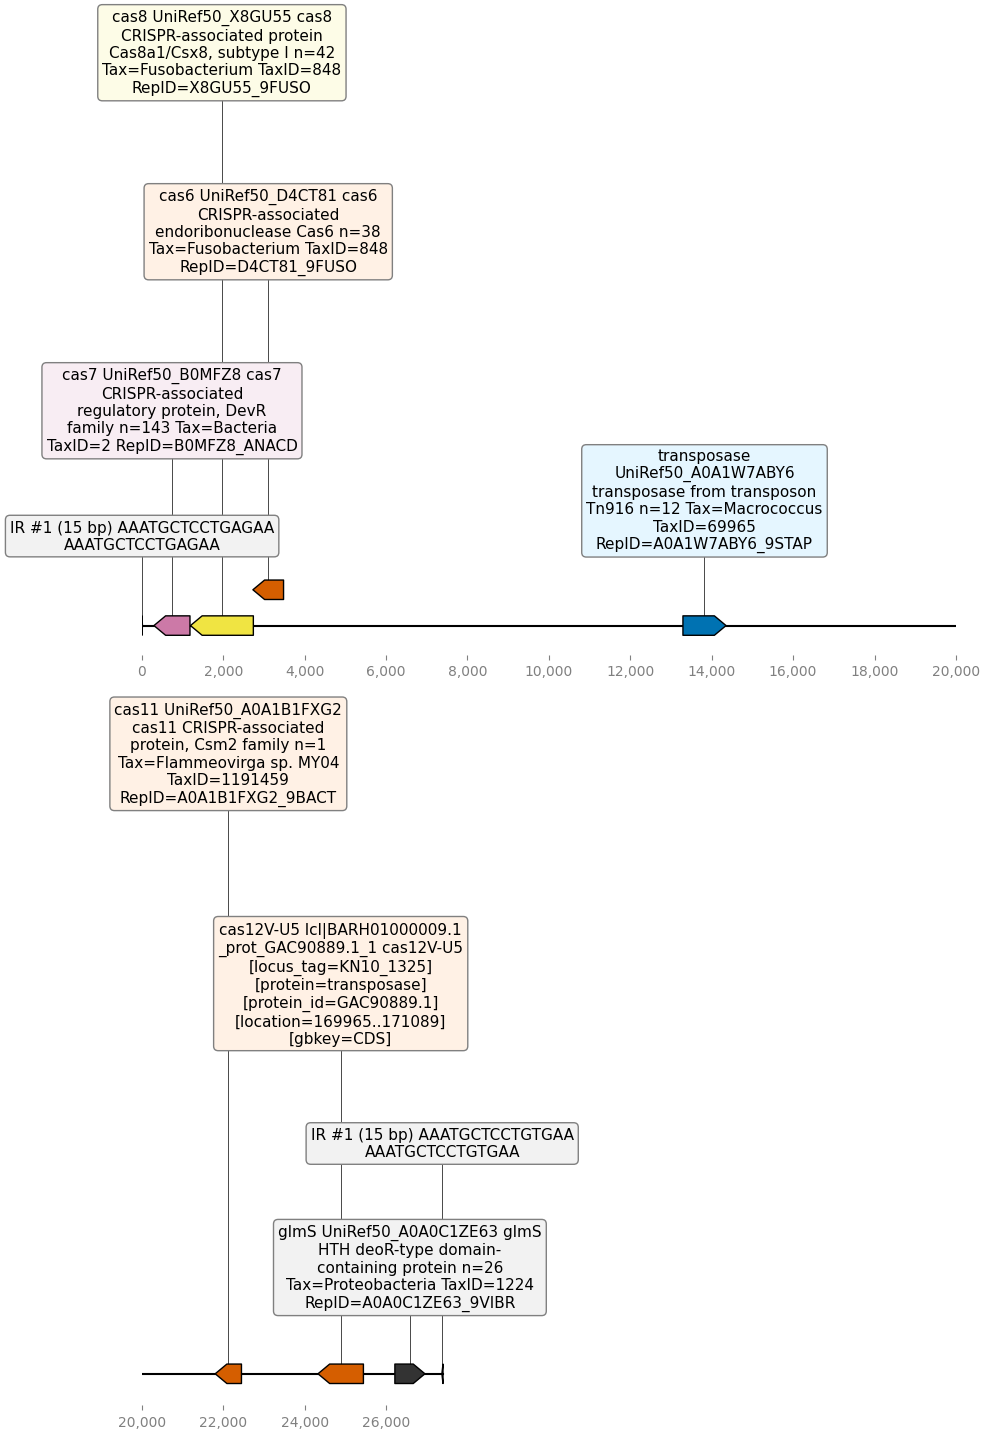 cas8 UniRef50_X8GU55 cas8
CRISPR-associated protein
Cas8a1/Csx8, subtype I n=42
Tax=Fusobacterium TaxID=848
RepID=X8GU55_9FUSO
cas6 UniRef50_D4CT81 cas6
CRISPR-associated
endoribonuclease Cas6 n=38
Tax=Fusobacterium TaxID=848
RepID=D4CT81_9FUSO
cas7 UniRef50_B0MFZ8 cas7
CRISPR-associated
regulatory protein, DevR
family n=143 Tax=Bacteria
TaxID=2 RepID=B0MFZ8_ANACD
transposase
UniRef50_A0A1W7ABY6
transposase from transposon
Tn916 n=12 Tax=Macrococcus
TaxID=69965
RepID=A0A1W7ABY6_9STAP
IR #1 (15 bp) AAATGCTCCTGAGAA
AAATGCTCCTGAGAA
0 2,000 4,000 6,000 8,000 10,000 12,000 14,000 16,000 18,000 20,000
cas11 UniRef50_A0A1B1FXG2
cas11 CRISPR-associated
protein, Csm2 family n=1
Tax=Flammeovirga sp. MY04
TaxID=1191459
RepID=A0A1B1FXG2_9BACT
cas12V-U5 lcl|BARH01000009.1
_prot_GAC90889.1_1 cas12V-U5
[locus_tag=KN10_1325]
[protein=transposase]
[protein_id=GAC90889.1]
[location=169965..171089]
[gbkey=CDS]
IR #1 (15 bp) AAATGCTCCTGTGAA
AAATGCTCCTGTGAA
glmS UniRef50_A0A0C1ZE63 glmS
HTH deoR-type domain-
containing protein n=26
Tax=Proteobacteria TaxID=1224
RepID=A0A0C1ZE63_9VIBR
20,000 22,000 24,000 26,000